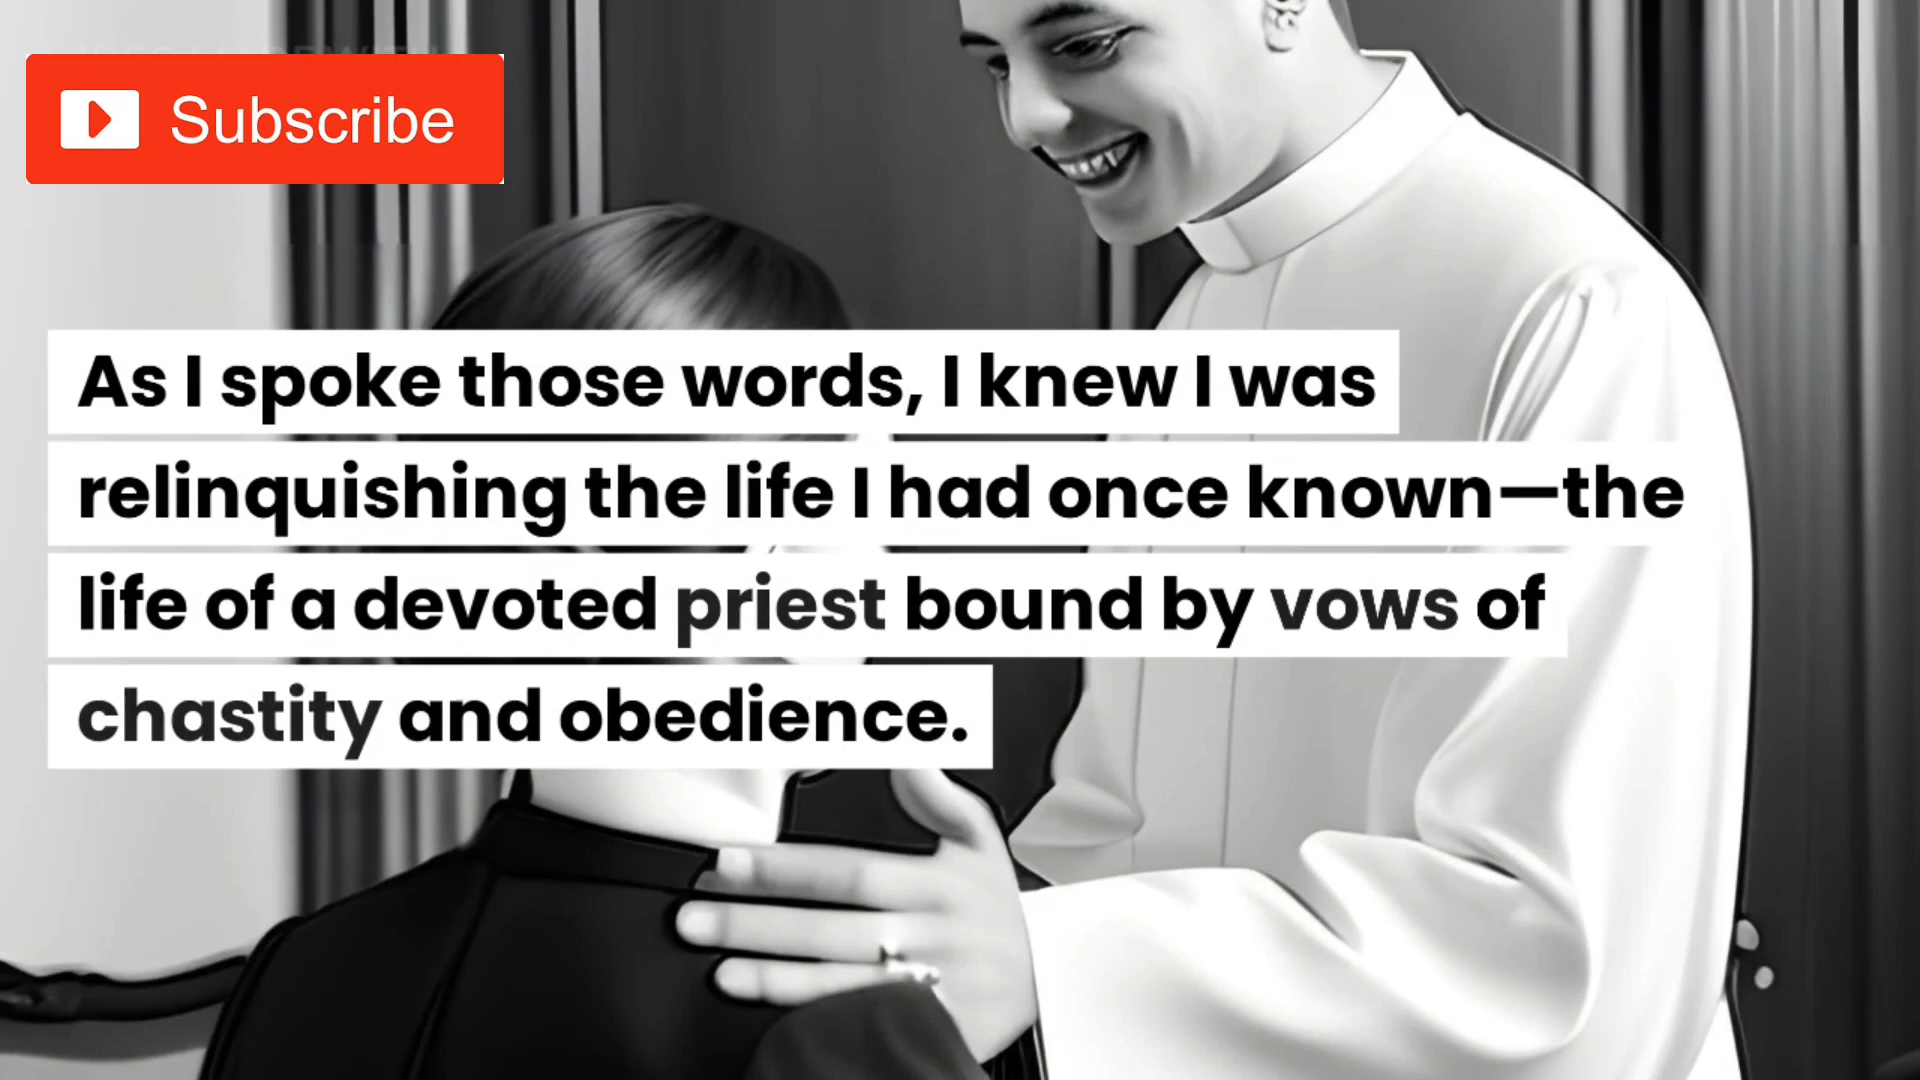 Subscribe
As I spoke those words, I knew I was
relinquishing the life I had once known—the
life of a devoted priest bound by vows of
chastity and obedience.